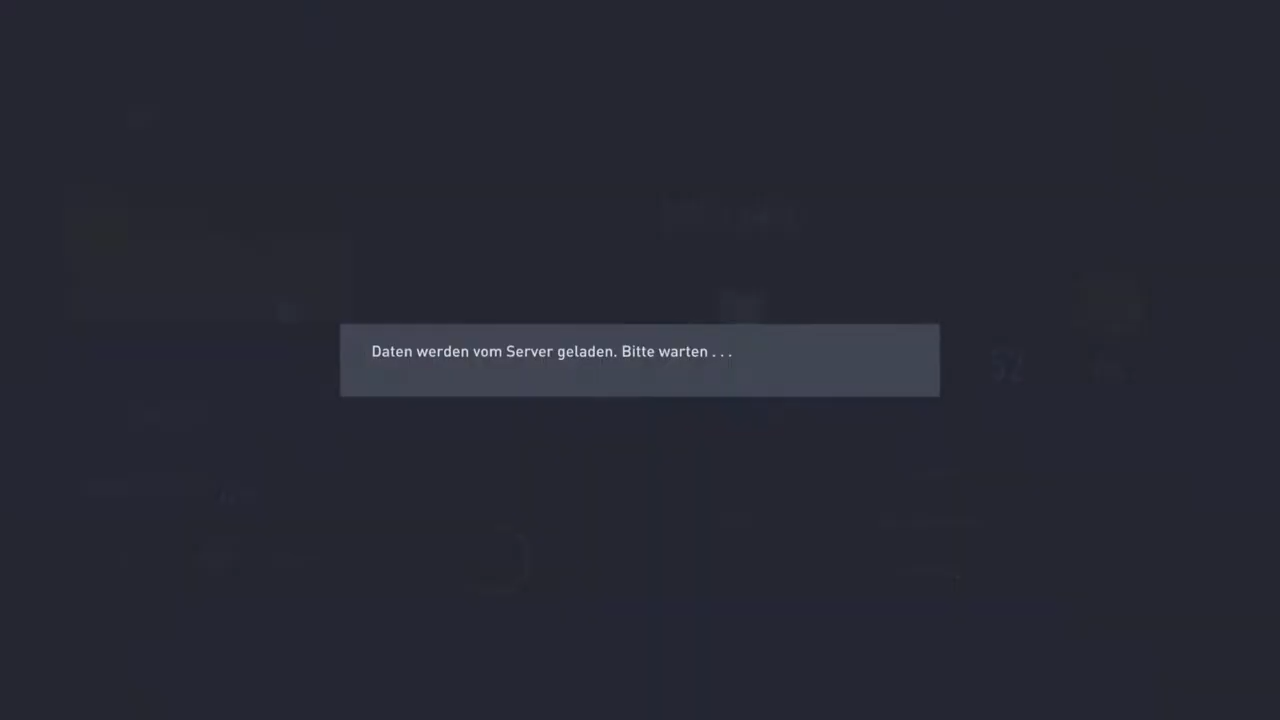 Daten werden vom Server geladen. Bitte warten . . .